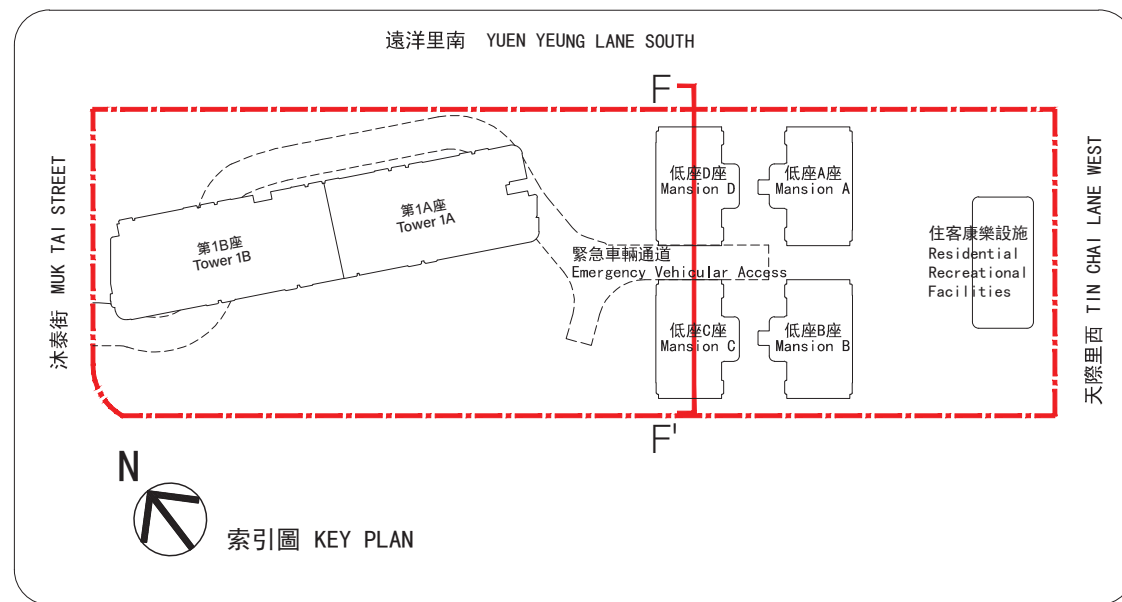 遠洋里南 YUEN YEUNG LANE SOUTH
F
沐泰街 MUK TAI STREET
第1B座
Tower 1B
第1A座
Tower 1A
低座D座
Mansion D
低座A座
Mansion A
緊急車輛通道
Emergency Vehicular Access
低座C座
Mansion C
低座B座
Mansion B
住客康樂設施
Residential
Recreational
Facilities
天際里西 TIN CHAI LANE WEST
F'
N
索引圖 KEY PLAN